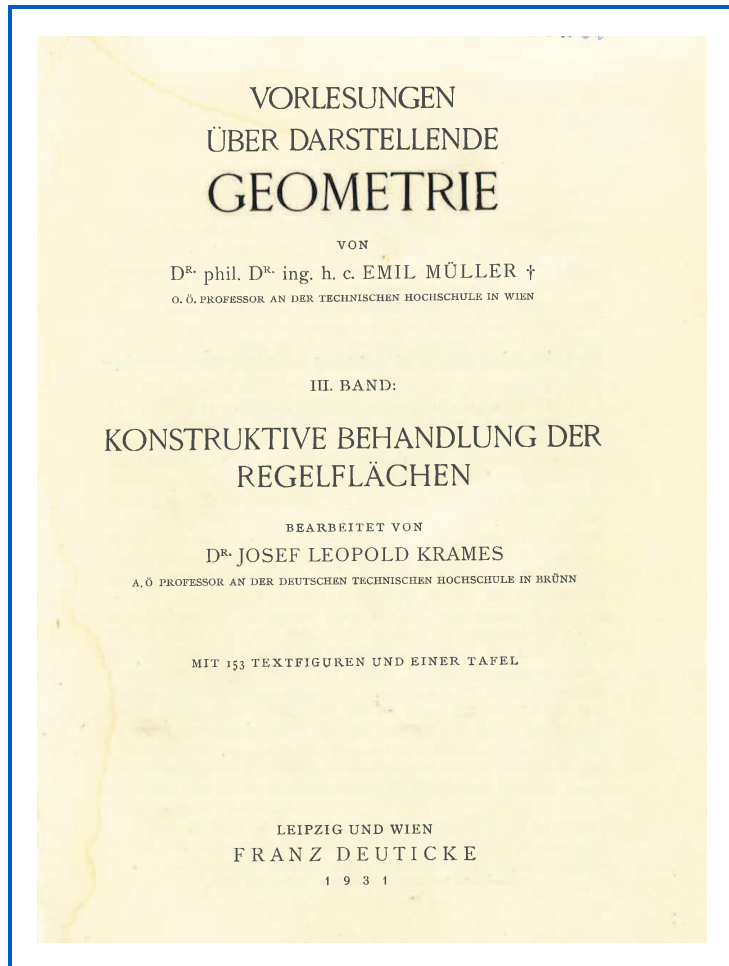 VORLESUNGEN
ÜBER DARSTELLENDE
GEOMETRIE
VON
DR. phil. DR. ing. h. c. EMIL MÜLLER †
O. Ö. PROFESSOR AN DER TECHNISCHEN HOCHSCHULE IN WIEN
III. BAND:
KONSTRUKTIVE BEHANDLUNG DER
REGELFLÄCHEN
BEARBEITET VON
DR. JOSEF LEOPOLD KRAMES
A. Ö PROFESSOR AN DER DEUTSCHEN TECHNISCHEN HOCHSCHULE IN BRÜNN
MIT 153 TEXTFIGUREN UND EINER TAFEL
LEIPZIG UND WIEN
FRANZ DEUTICKE
1931